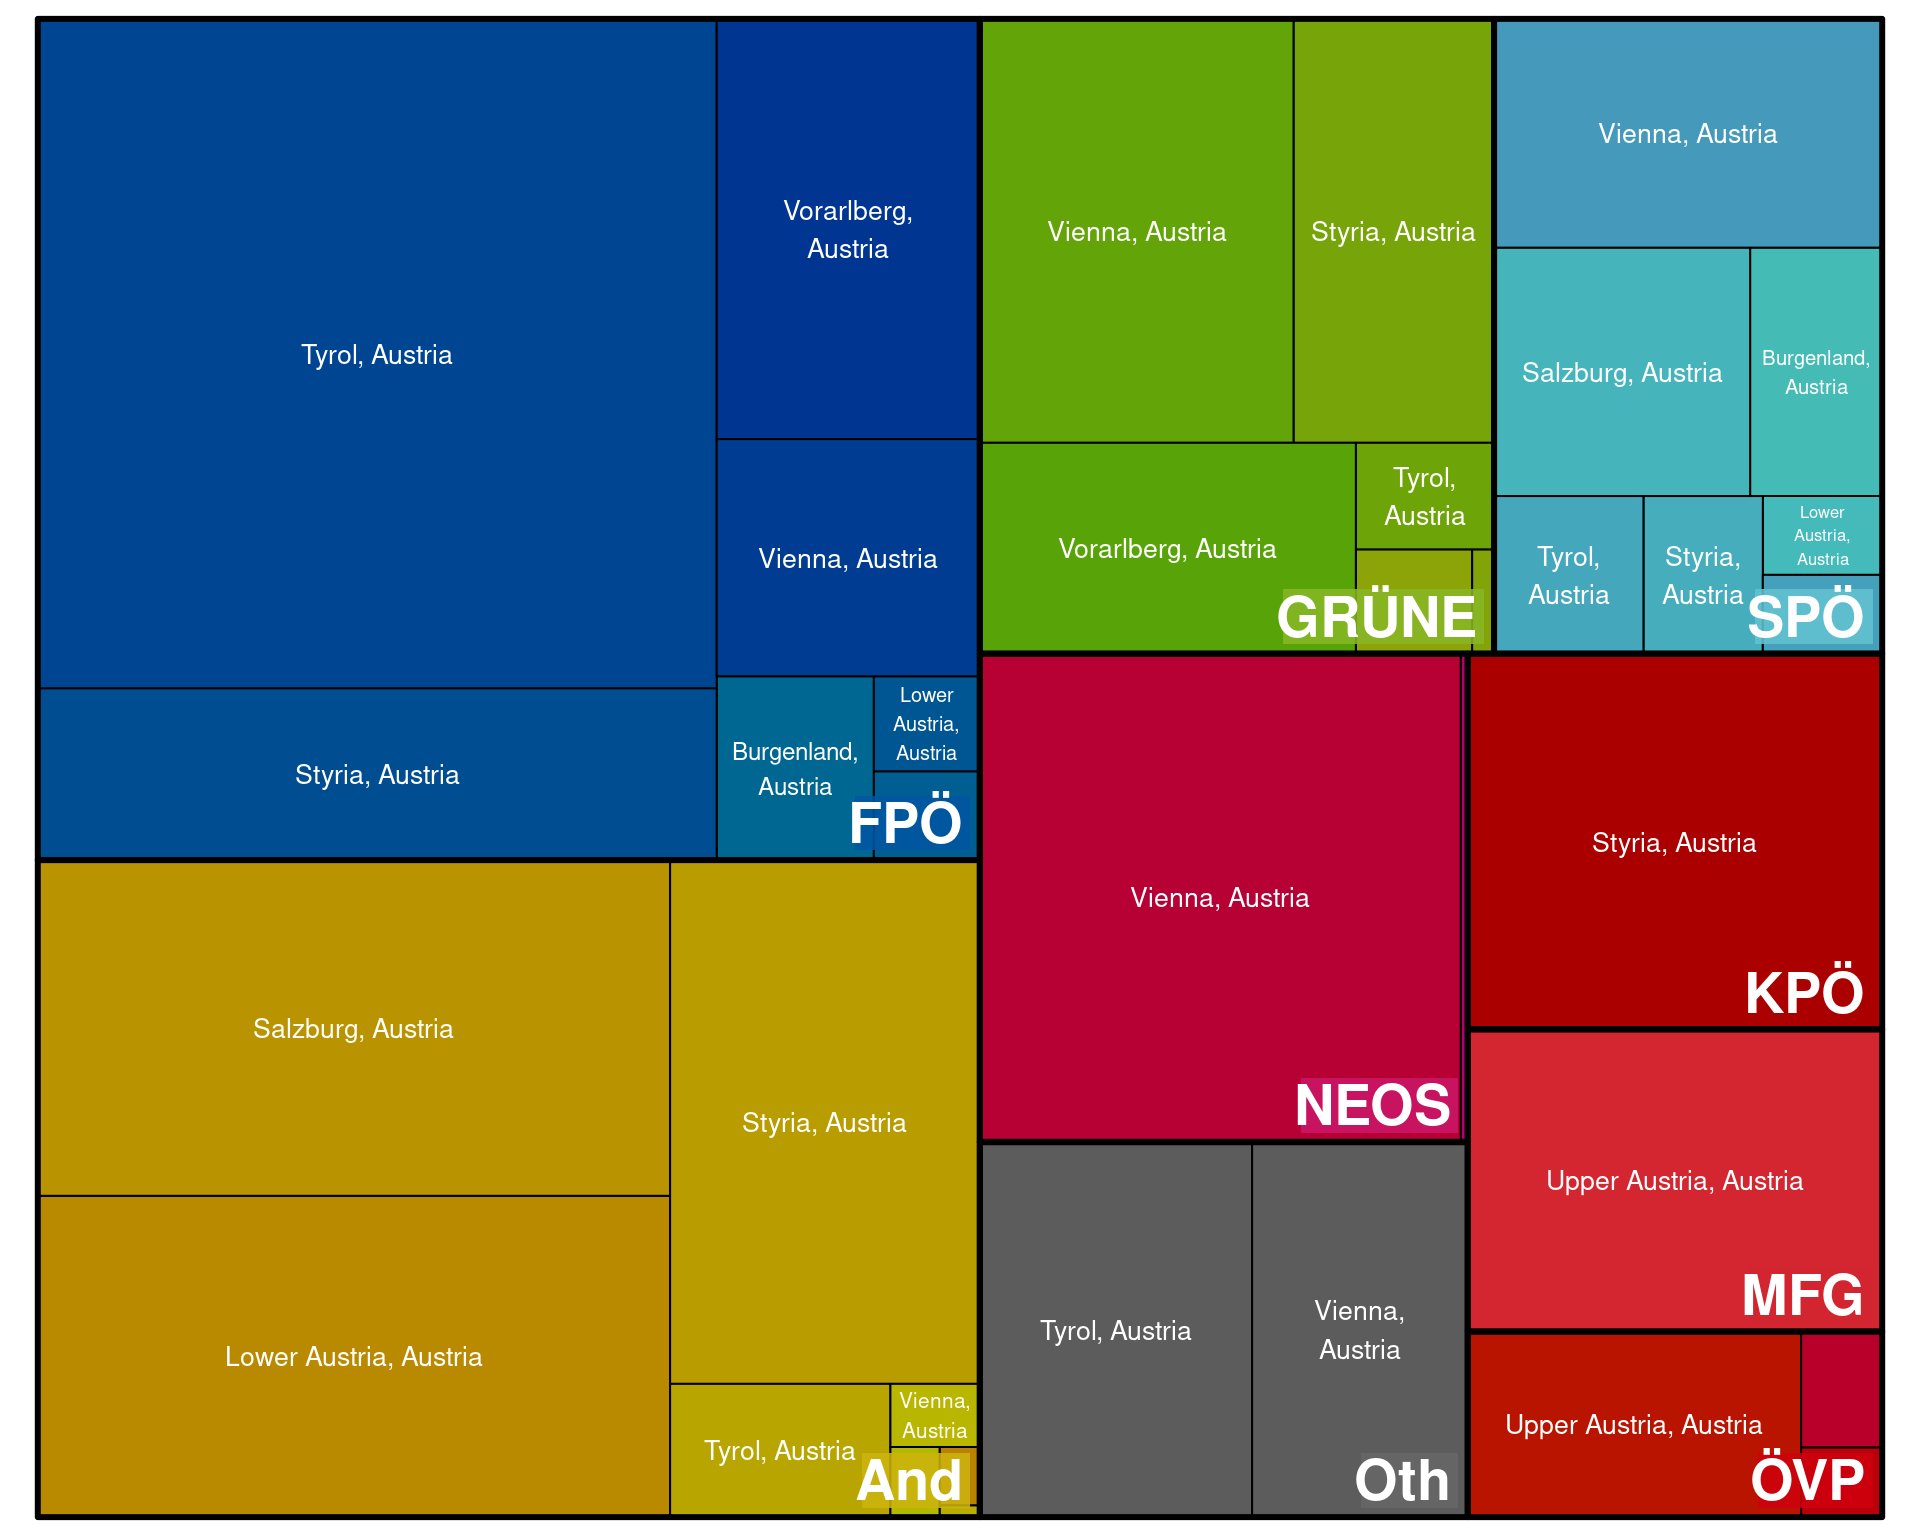 Tyrol, Austria
Styria, Austria
Vorarlberg,
Austria
Vienna, Austria
Burgenland,
Austria
Lower
Austria,
Austria
FPÖ
Salzburg, Austria
Lower Austria, Austria
Styria, Austria
Tyrol, Austria
Vienna,
Austria
And
Vienna, Austria
Styria, Austria
Vorarlberg, Austria
Tyrol,
Austria
GRÜNE
Vienna, Austria
Salzburg, Austria
Burgenland,
Austria
Tyrol,
Austria
Styria,
Austria
Lower
Austria,
Austria
SPÖ
Vienna, Austria
NEOS
Styria, Austria
KPÖ
Upper Austria, Austria
MFG
Tyrol, Austria
Vienna,
Austria
Oth
Upper Austria, Austria
ÖVP